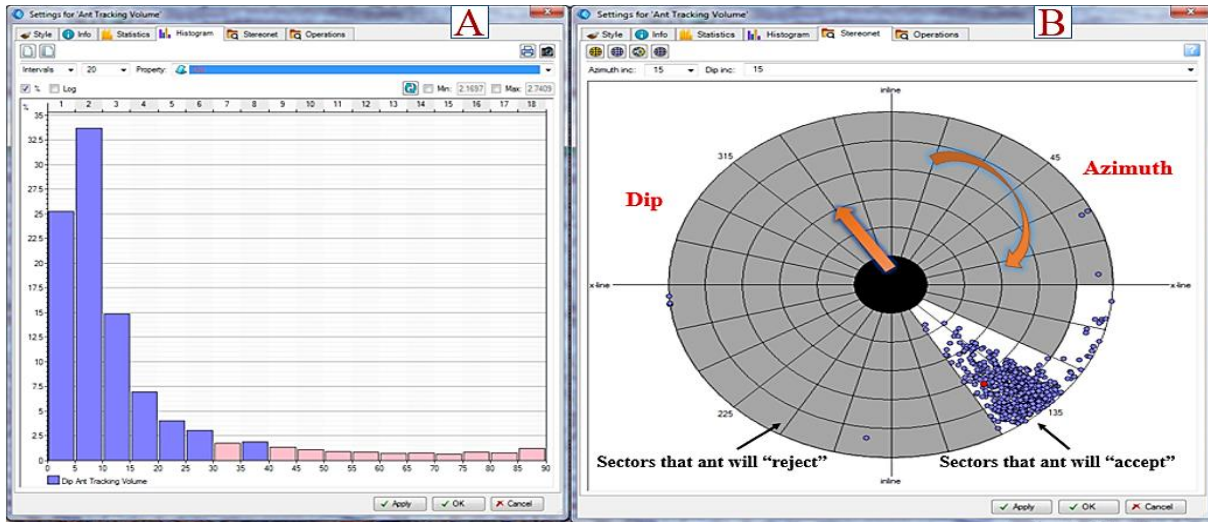 Settings for 'Ant Tracking Volume'
A
Style Info Statistics Histogram Stereonet Operations
Intervals 20 Property:
% Log Min: 2.1697 Max: 2.7409
% 1 2 3 4 5 6 7 8 9 10 11 12 13 14 15 16 17 18
35
32.5
30
27.5
25
22.5
20
17.5
15
12.5
10
7.5
5
2.5
0
0 5 10 15 20 25 30 35 40 45 50 55 60 65 70 75 80 85 90
Dip Ant Tracking Volume
Apply OK Cancel
Settings for 'Ant Tracking Volume'
B
Style Info Statistics Histogram Stereonet Operations
Azimuth inc: 15 Dip inc: 15
inline
315 45
Dip Azimuth
x-line x-line
225 135
Sectors that ant will “reject” Sectors that ant will “accept”
inline
Apply OK Cancel